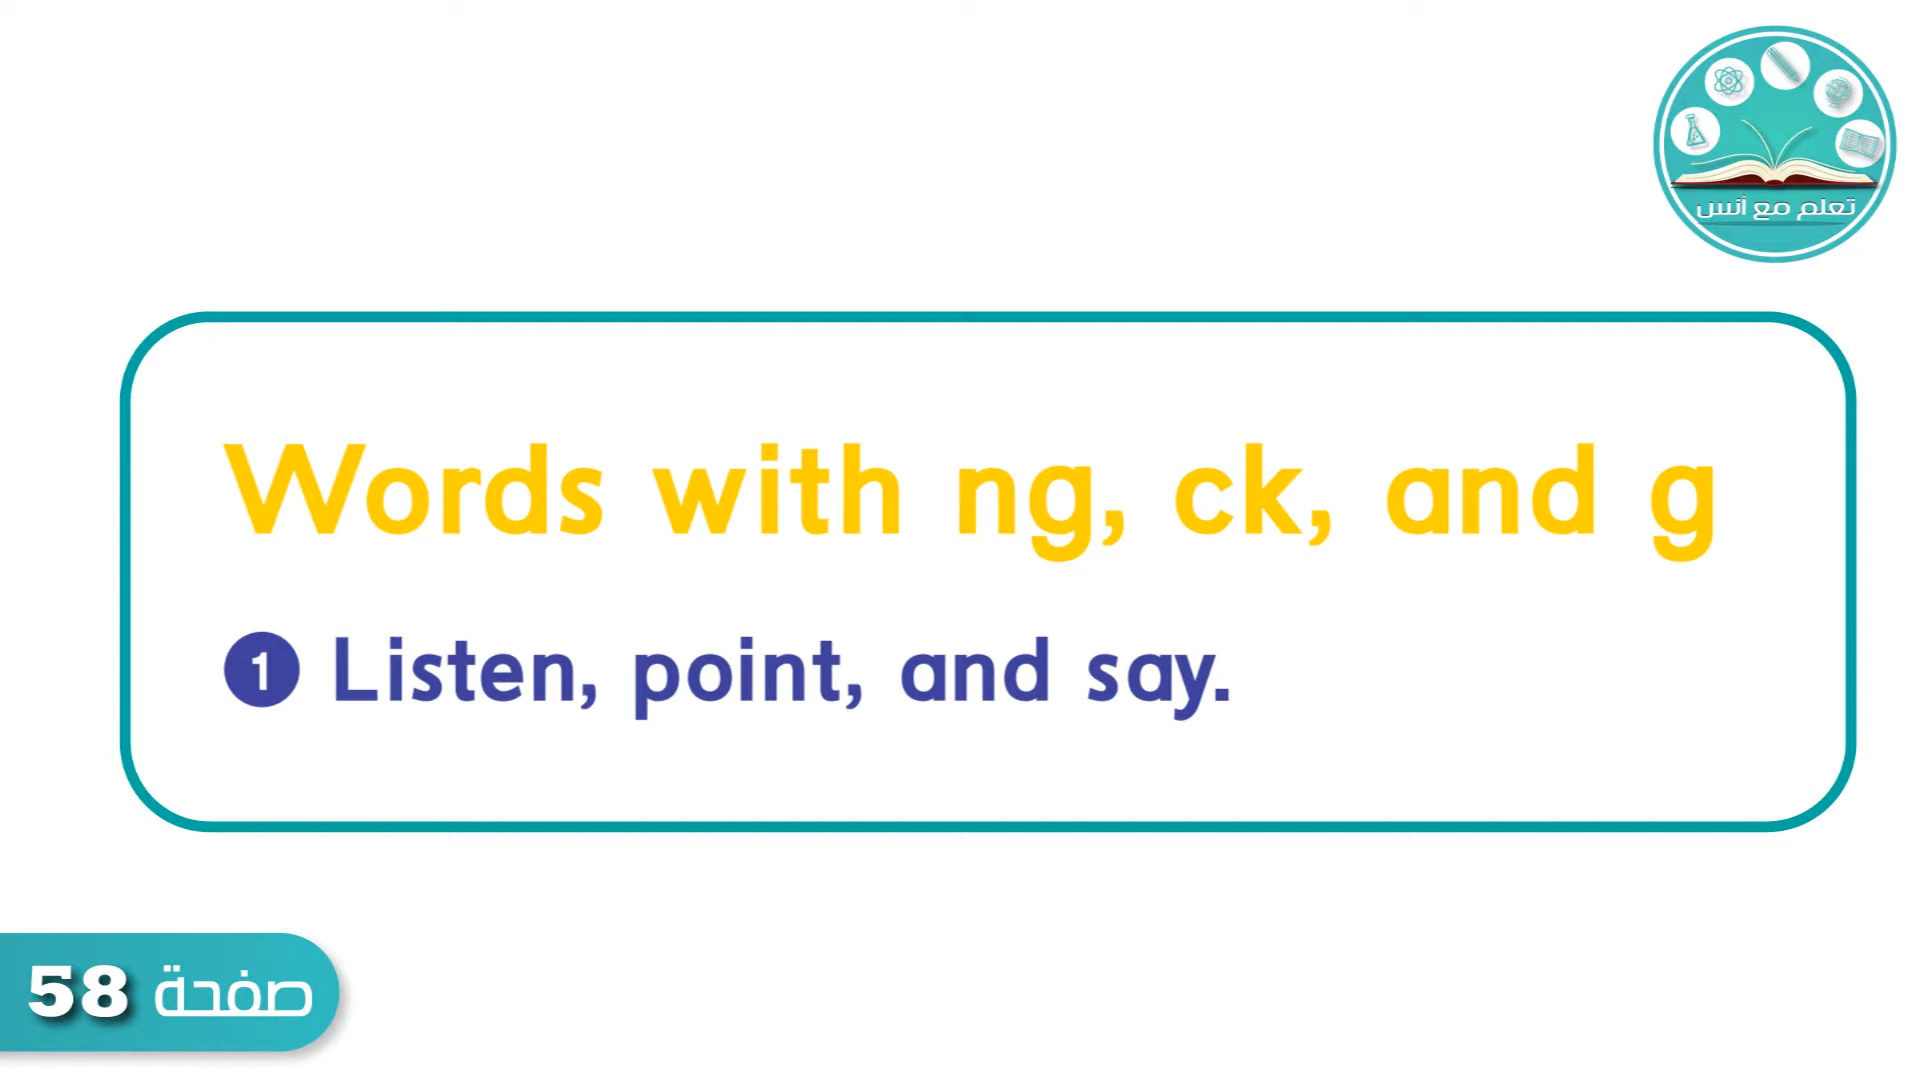 تعلم مع أنس
Words with ng, ck, and g
1 Listen, point, and say.
صفحة 58